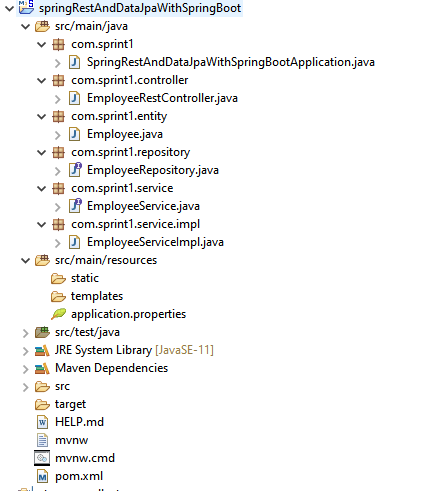 springRestAndDataJpaWithSpringBoot
src/main/java
com.sprint1
SpringRestAndDataJpaWithSpringBootApplication.java
com.sprint1.controller
EmployeeRestController.java
com.sprint1.entity
Employee.java
com.sprint1.repository
EmployeeRepository.java
com.sprint1.service
EmployeeService.java
com.sprint1.service.impl
EmployeeServiceImpl.java
src/main/resources
static
templates
application.properties
src/test/java
JRE System Library [JavaSE-11]
Maven Dependencies
src
target
HELP.md
mvnw
mvnw.cmd
pom.xml